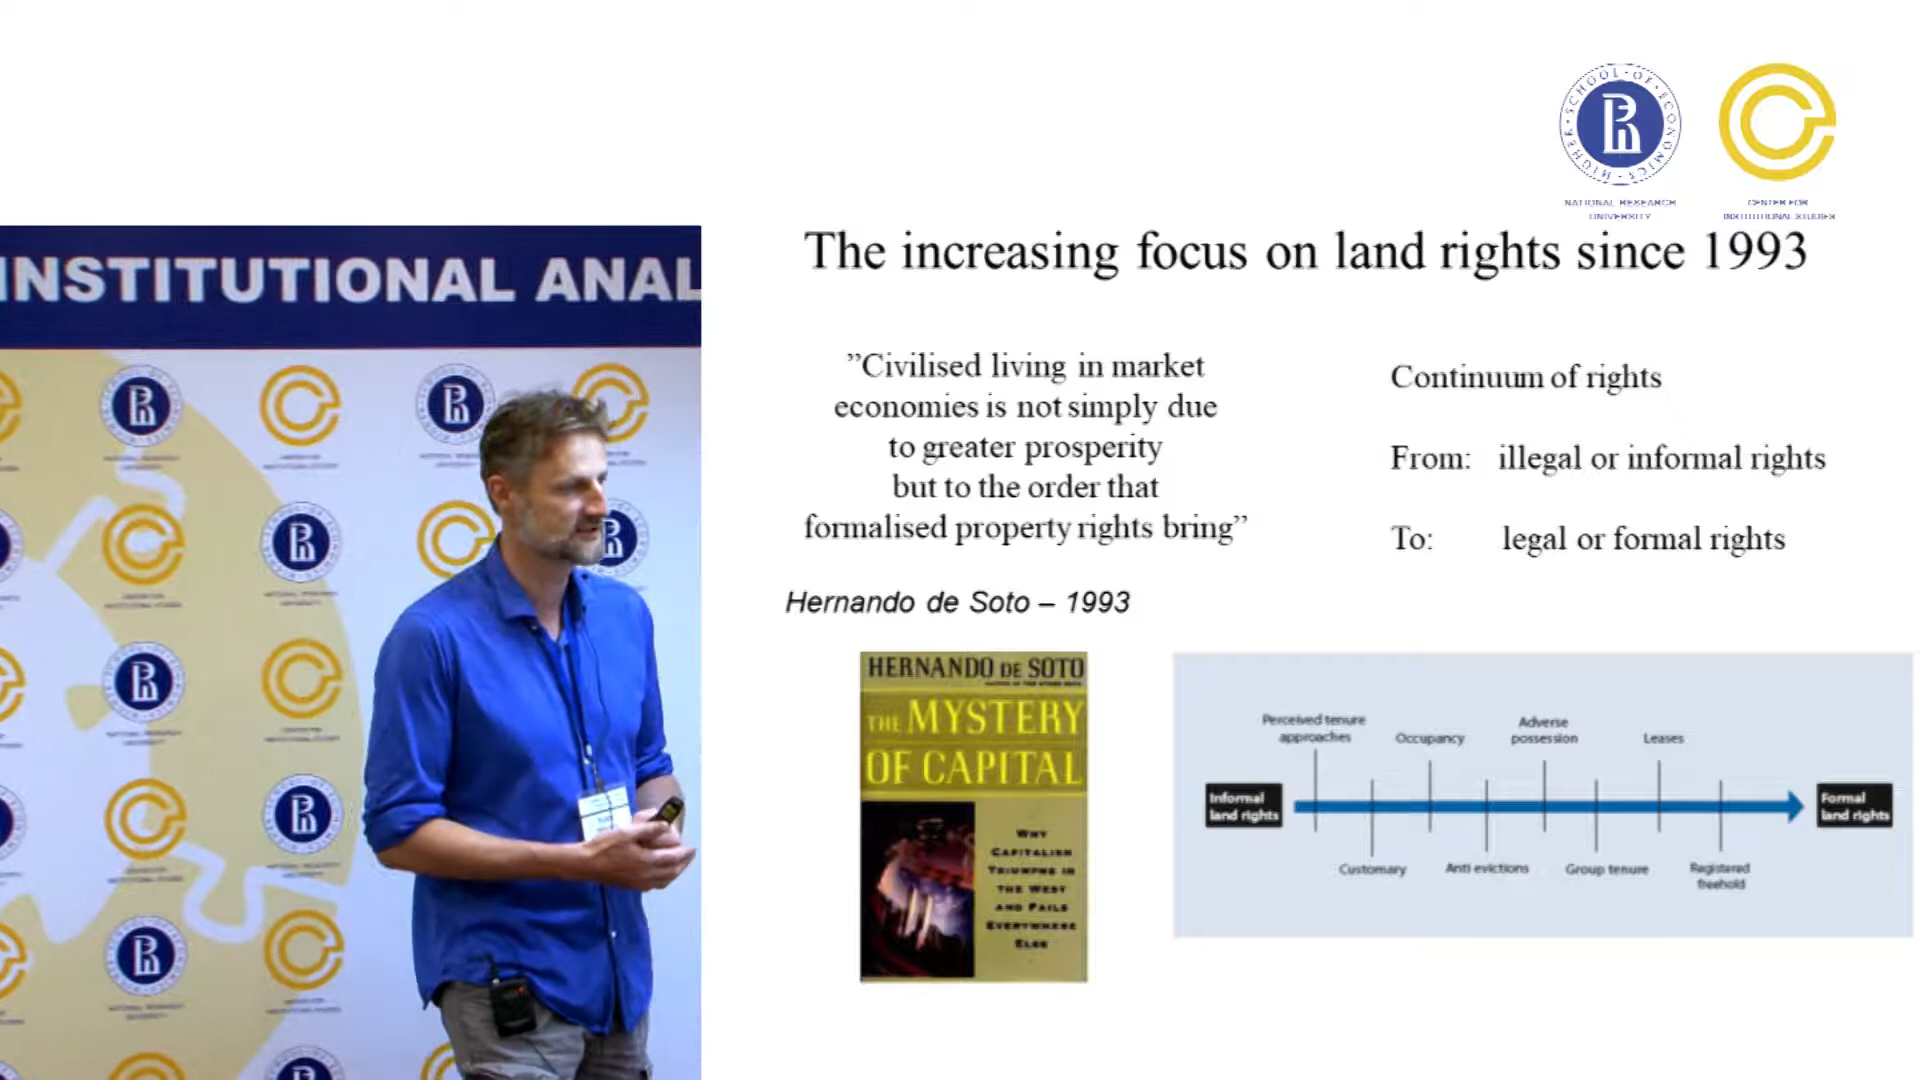 SCHOOL OF ECONOMICS HIGHER
NATIONAL RESEARCH
UNIVERSITY
CENTER FOR
INSTITUTIONAL STUDIES
INSTITUTIONAL ANAL
The increasing focus on land rights since 1993
”Civilised living in market
economies is not simply due
to greater prosperity
but to the order that
formalised property rights bring”
Hernando de Soto – 1993
Continuum of rights
From: illegal or informal rights
To: legal or formal rights
HERNANDO DE SOTO
THE MYSTERY
OF CAPITAL
WHY
CAPITALISM
TRIUMPHS IN
THE WEST
AND FAILS
EVERYWHERE
ELSE
Perceived tenure
approaches
Occupancy
Adverse
possession
Leases
Informal
land rights
Formal
land rights
Customary
Anti evictions
Group tenure
Registered
freehold